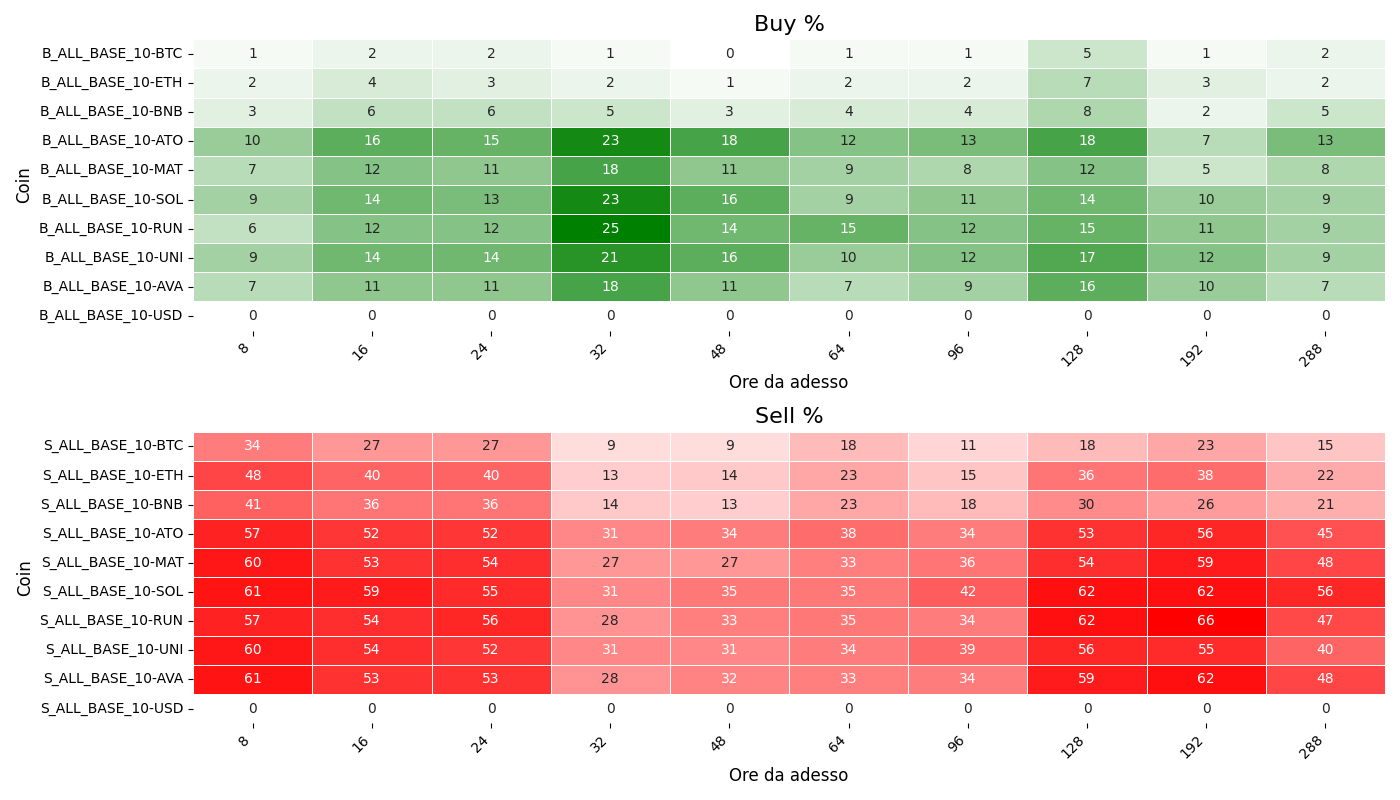 Buy %
Coin
B_ALL_BASE_10-BTC 1 2 2 1 0 1 1 5 1 2
B_ALL_BASE_10-ETH 2 4 3 2 1 2 2 7 3 2
B_ALL_BASE_10-BNB 3 6 6 5 3 4 4 8 2 5
B_ALL_BASE_10-ATO 10 16 15 23 18 12 13 18 7 13
B_ALL_BASE_10-MAT 7 12 11 18 11 9 8 12 5 8
B_ALL_BASE_10-SOL 9 14 13 23 16 9 11 14 10 9
B_ALL_BASE_10-RUN 6 12 12 25 14 15 12 15 11 9
B_ALL_BASE_10-UNI 9 14 14 21 16 10 12 17 12 9
B_ALL_BASE_10-AVA 7 11 11 18 11 7 9 16 10 7
B_ALL_BASE_10-USD 0 0 0 0 0 0 0 0 0 0
8 16 24 32 48 64 96 128 192 288
Ore da adesso
Sell %
Coin
S_ALL_BASE_10-BTC 34 27 27 9 9 18 11 18 23 15
S_ALL_BASE_10-ETH 48 40 40 13 14 23 15 36 38 22
S_ALL_BASE_10-BNB 41 36 36 14 13 23 18 30 26 21
S_ALL_BASE_10-ATO 57 52 52 31 34 38 34 53 56 45
S_ALL_BASE_10-MAT 60 53 54 27 27 33 36 54 59 48
S_ALL_BASE_10-SOL 61 59 55 31 35 35 42 62 62 56
S_ALL_BASE_10-RUN 57 54 56 28 33 35 34 62 66 47
S_ALL_BASE_10-UNI 60 54 52 31 31 34 39 56 55 40
S_ALL_BASE_10-AVA 61 53 53 28 32 33 34 59 62 48
S_ALL_BASE_10-USD 0 0 0 0 0 0 0 0 0 0
8 16 24 32 48 64 96 128 192 288
Ore da adesso